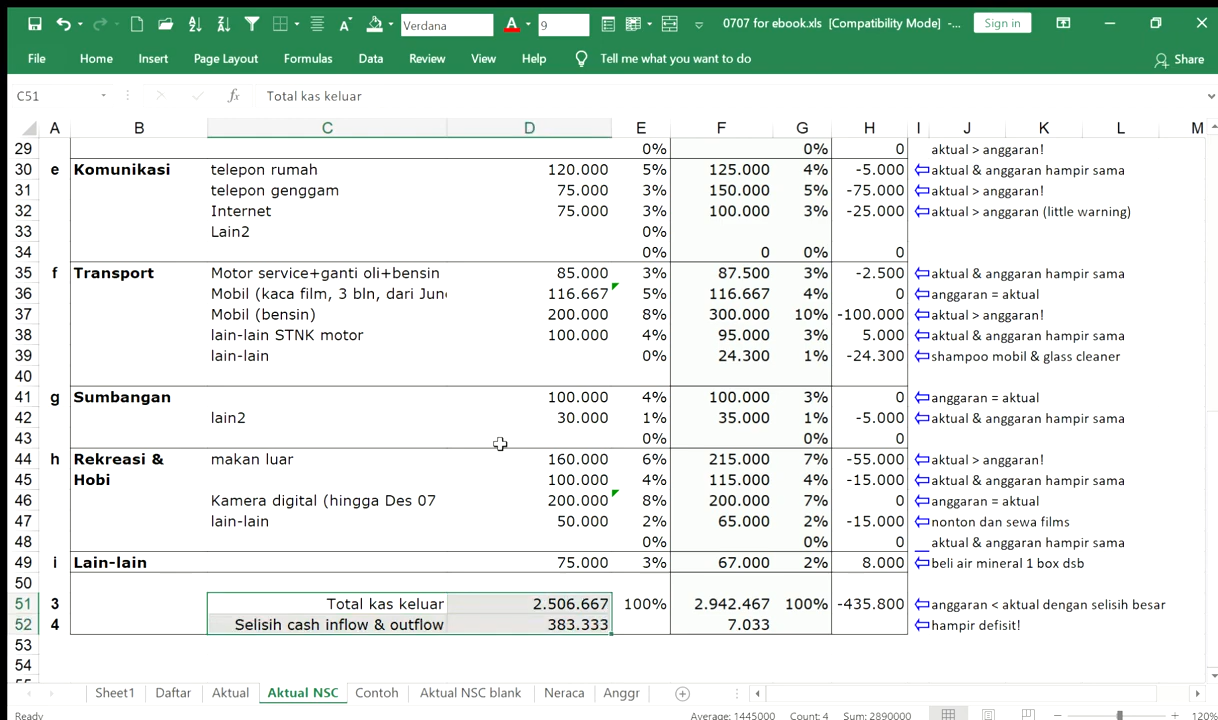 Verdana 9 0707 for ebook.xls [Compatibility Mode] -... Sign in
File Home Insert Page Layout Formulas Data Review View Help Tell me what you want to do Share
C51 fx Total kas keluar
A B C D E F G H I J K L M
29 0% 0% 0 aktual > anggaran!
30 e Komunikasi telepon rumah 120.000 5% 125.000 4% -5.000 aktual & anggaran hampir sama
31 telepon genggam 75.000 3% 150.000 5% -75.000 aktual > anggaran!
32 Internet 75.000 3% 100.000 3% -25.000 aktual > anggaran (little warning)
33 Lain2 0%
34 0% 0 0% 0
35 f Transport Motor service+ganti oli+bensin 85.000 3% 87.500 3% -2.500 aktual & anggaran hampir sama
36 Mobil (kaca film, 3 bln, dari Jun 116.667 5% 116.667 4% 0 anggaran = aktual
37 Mobil (bensin) 200.000 8% 300.000 10% -100.000 aktual > anggaran!
38 lain-lain STNK motor 100.000 4% 95.000 3% 5.000 aktual & anggaran hampir sama
39 lain-lain 0% 24.300 1% -24.300 shampoo mobil & glass cleaner
40
41 g Sumbangan 100.000 4% 100.000 3% 0 anggaran = aktual
42 lain2 30.000 1% 35.000 1% -5.000 aktual & anggaran hampir sama
43 0% 0% 0
44 h Rekreasi & makan luar 160.000 6% 215.000 7% -55.000 aktual > anggaran!
45 Hobi 100.000 4% 115.000 4% -15.000 aktual & anggaran hampir sama
46 Kamera digital (hingga Des 07 200.000 8% 200.000 7% 0 anggaran = aktual
47 lain-lain 50.000 2% 65.000 2% -15.000 nonton dan sewa films
48 0% 0% 0 aktual & anggaran hampir sama
49 i Lain-lain 75.000 3% 67.000 2% 8.000 beli air mineral 1 box dsb
50
51 3 Total kas keluar 2.506.667 100% 2.942.467 100% -435.800 anggaran < aktual dengan selisih besar
52 4 Selisih cash inflow & outflow 383.333 7.033 hampir defisit!
53
54
Sheet1 Daftar Aktual Aktual NSC Contoh Aktual NSC blank Neraca Anggr
Ready Average: 1445000 Count: 4 Sum: 2890000 120%